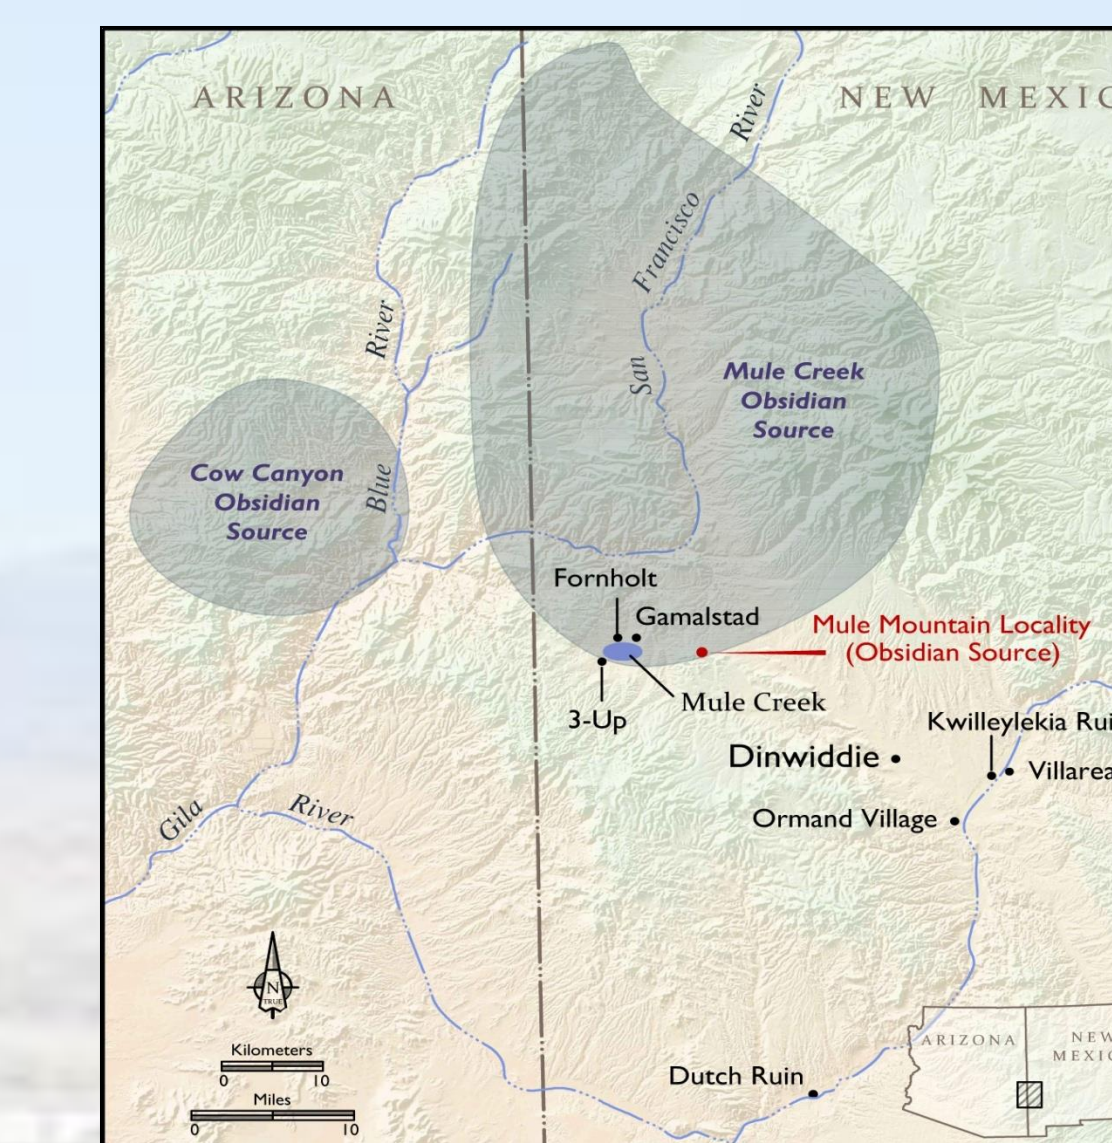 ARIZONA
NEW MEXIC
River
Francisco
San
River
Blue
Mule Creek
Obsidian
Source
Cow Canyon
Obsidian
Source
Fornholt
Gamalstad
Mule Mountain Locality
(Obsidian Source)
3-Up
Mule Creek
Kwilleylekia Rui
Dinwiddie
Villarea
Ormand Village
Gila
River
N
TRUE
Kilometers
0 10
Miles
0 10
Dutch Ruin
ARIZONA
NEW
MEXIC